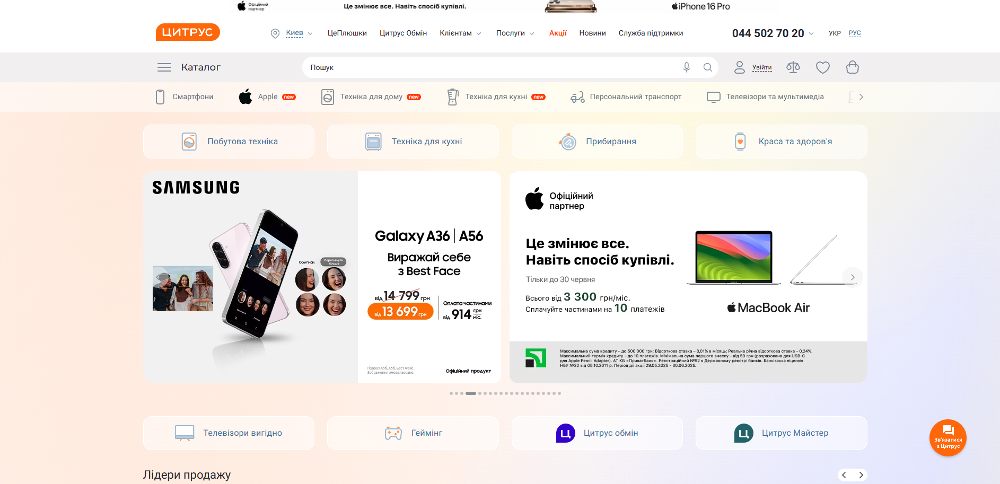 Офіційний
партнер
Це змінює все. Навіть спосіб купівлі.
iPhone 16 Pro
ЦИТРУС
Киев
ЦеПлюшки
Цитрус Обмін
Клієнтам
Послуги
Акції
Новини
Служба підтримки
044 502 70 20
УКР
РУС
Каталог
Пошук
Увійти
Смартфони
Apple new
Техніка для дому new
Техніка для кухні new
Персональний транспорт
Телевізори та мультимедіа
Побутова техніка
Техніка для кухні
Прибирання
Краса та здоров'я
SAMSUNG
Оригінал
Переглянути
більше
Galaxy A36 | A56
Виражай себе
з Best Face
від 14 799 грн
від 13 699 грн
Оплата частинами
від 914 грн
міс.
Гелексі А36, А56, Бест Фейс
Зображення змодельовано.
Офіційний продукт
Офіційний
партнер
Це змінює все.
Навіть спосіб купівлі.
Тільки до 30 червня
Всього від 3 300 грн/міс.
Сплачуйте частинами на 10 платежів
MacBook Air
Максимальна сума кредиту – до 500 000 грн; Відсоткова ставка – 0,01% в місяць; Реальна річна відсоткова ставка – 0,24%.
Максимальний термін кредиту – до 10 платежів. Мінімальна сума першого внеску – від 50 грн (розрахована для USB-C
для Apple Pencil Adapter). АТ КБ «ПриватБанк». Реєстраційний №92 в Державному реєстрі банків. Банківська ліцензія
НБУ №22 від 05.10.2011 р. Період дії акції 29.05.2025 - 30.06.2025.
Телевізори вигідно
Геймінг
Ц Цитрус обмін
Ц Цитрус Майстер
Зв'язатися
з Цитрус
Лідери продажу